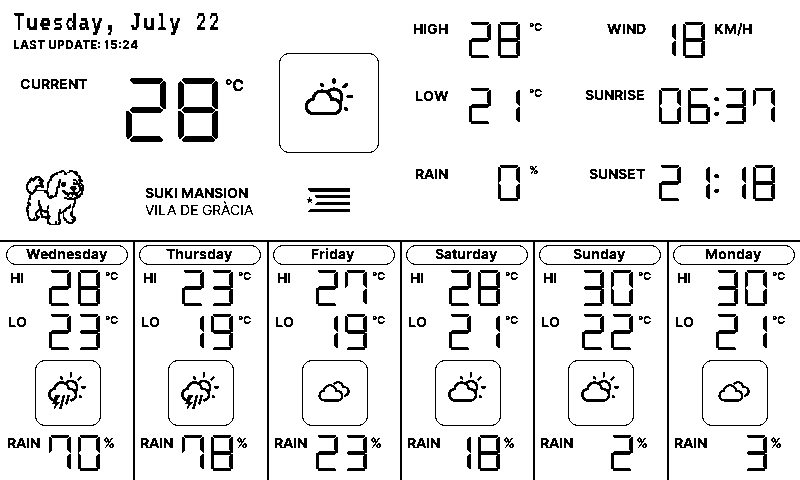 Tuesday, July 22
LAST UPDATE: 15:24
CURRENT 28 °C
SUKI MANSION
VILA DE GRÀCIA
HIGH 28 °C
LOW 21 °C
RAIN 0 %
WIND 18 KM/H
SUNRISE 06:37
SUNSET 21:18
Wednesday
HI 28 °C
LO 23 °C
RAIN 70 %
Thursday
HI 23 °C
LO 19 °C
RAIN 78 %
Friday
HI 27 °C
LO 19 °C
RAIN 23 %
Saturday
HI 28 °C
LO 21 °C
RAIN 18 %
Sunday
HI 30 °C
LO 22 °C
RAIN 2 %
Monday
HI 30 °C
LO 21 °C
RAIN 3 %